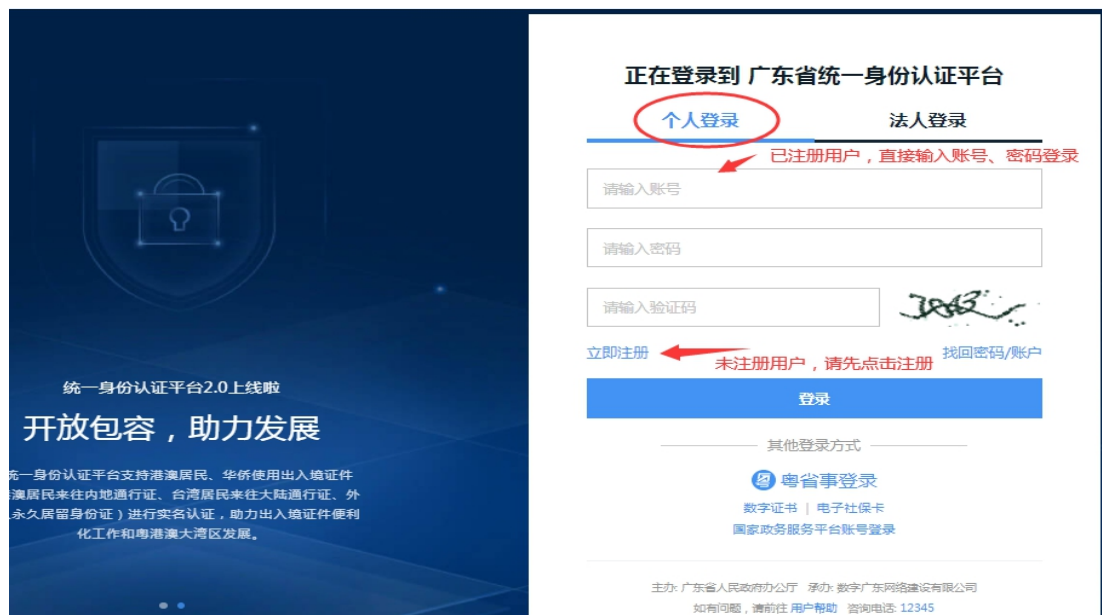 统一身份认证平台2.0上线啦
开放包容，助力发展
统一身份认证平台支持港澳居民、华侨使用出入境证件
澳居民来往内地通行证、台湾居民来往大陆通行证、外
永久居留身份证）进行实名认证，助力出入境证件便利
化工作和粤港澳大湾区发展。
正在登录到 广东省统一身份认证平台
个人登录 法人登录
已注册用户，直接输入账号、密码登录
请输入账号
请输入密码
请输入验证码
立即注册 未注册用户，请先点击注册 找回密码/账户
登录
其他登录方式
粤省事登录
数字证书 | 电子社保卡
国家政务服务平台账号登录
主办: 广东省人民政府办公厅 承办: 数字广东网络建设有限公司
如有问题，请前往 用户帮助 咨询电话: 12345